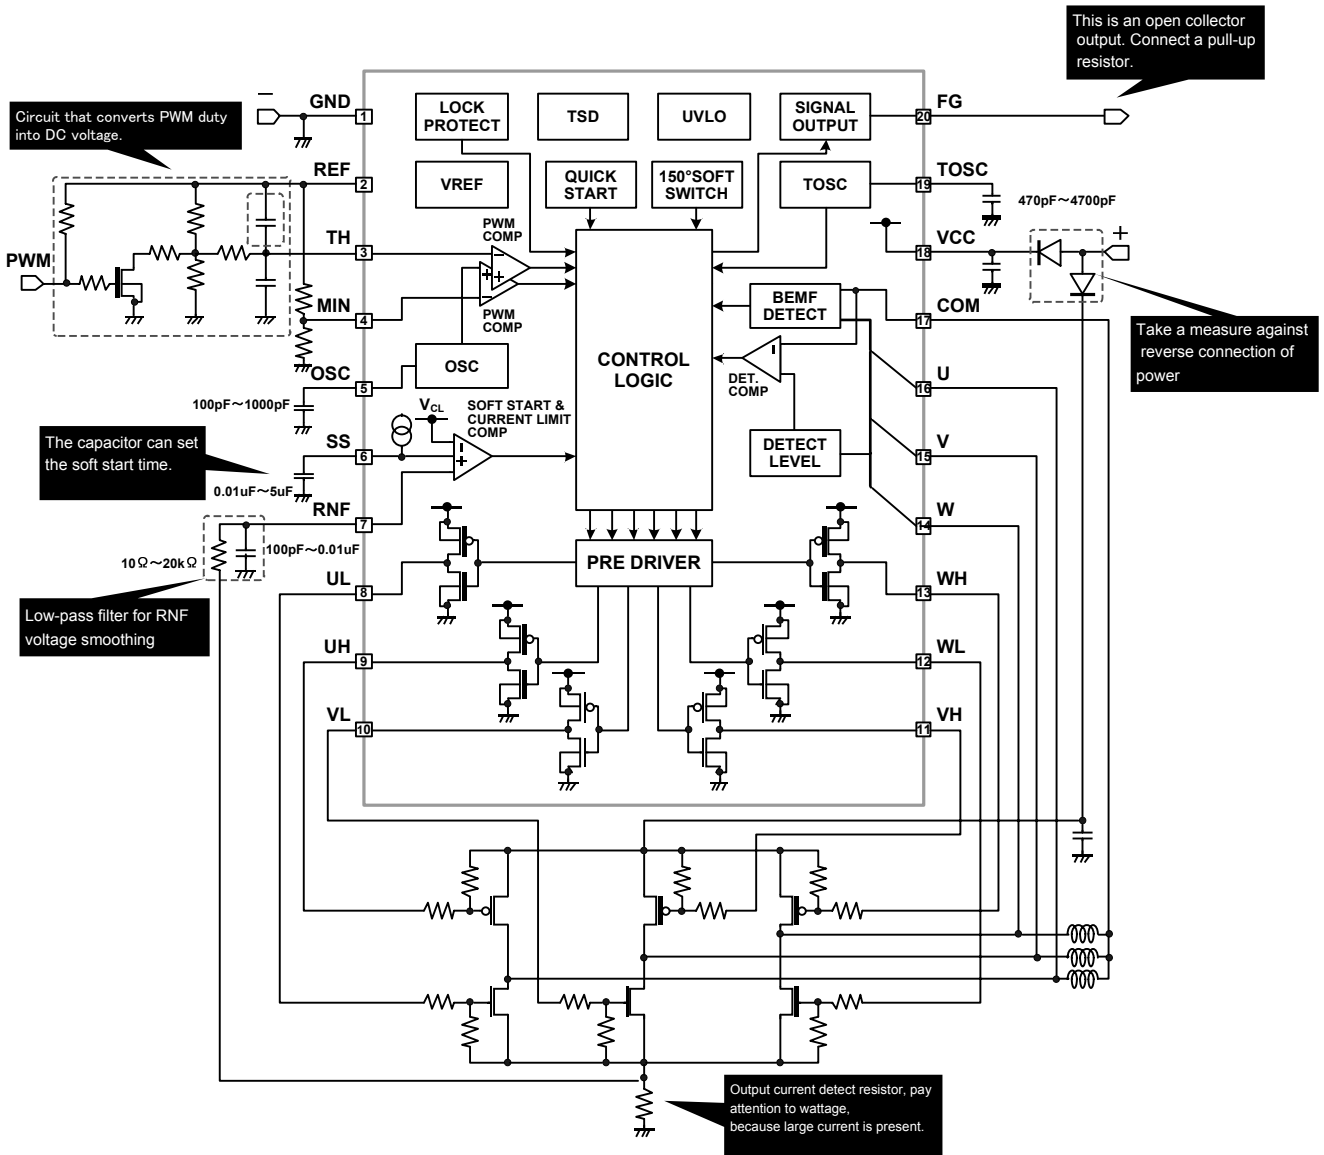 This is an open collector
output. Connect a pull-up
resistor.
GND
1
LOCK
PROTECT
TSD
UVLO
SIGNAL
OUTPUT
FG
20
Circuit that converts PWM duty
into DC voltage.
REF
2
VREF
QUICK
START
150°SOFT
SWITCH
TOSC
TOSC
19
470pF～4700pF
PWM
TH
3
PWM
COMP
VCC
18
MIN
4
PWM
COMP
BEMF
DETECT
COM
17
Take a measure against
reverse connection of
power
CONTROL
LOGIC
OSC
5
OSC
100pF～1000pF
DET.
COMP
U
16
VCL
SOFT START &
CURRENT LIMIT
COMP
The capacitor can set
the soft start time.
SS
6
0.01uF～5uF
DETECT
LEVEL
V
15
RNF
7
W
14
10Ω～20kΩ
100pF～0.01uF
PRE DRIVER
UL
8
WH
13
Low-pass filter for RNF
voltage smoothing
UH
9
WL
12
VL
10
VH
11
Output current detect resistor, pay
attention to wattage,
because large current is present.